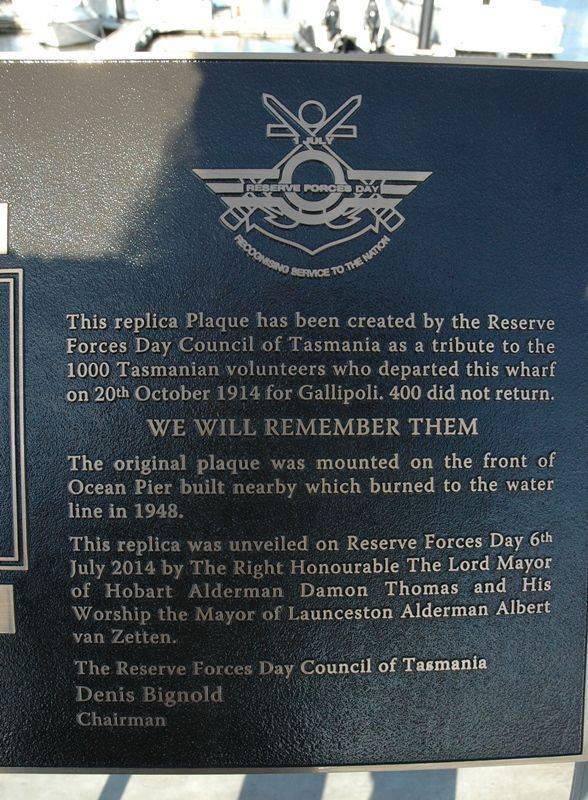 1 JULY
RESERVE FORCES DAY
RECOGNISING SERVICE TO THE NATION
This replica Plaque has been created by the Reserve
Forces Day Council of Tasmania as a tribute to the
1000 Tasmanian volunteers who departed this wharf
on 20th October 1914 for Gallipoli. 400 did not return.
WE WILL REMEMBER THEM
The original plaque was mounted on the front of
Ocean Pier built nearby which burned to the water
line in 1948.
This replica was unveiled on Reserve Forces Day 6th
July 2014 by The Right Honourable The Lord Mayor
of Hobart Alderman Damon Thomas and His
Worship the Mayor of Launceston Alderman Albert
van Zetten.
The Reserve Forces Day Council of Tasmania
Denis Bignold
Chairman